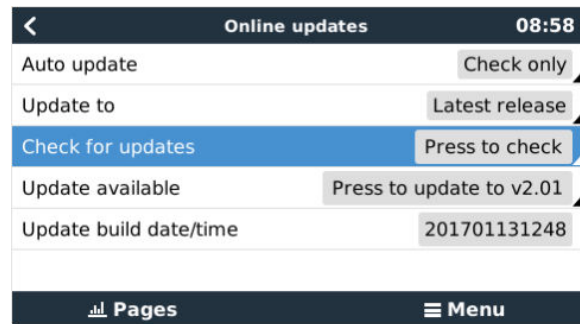 Online updates 08:58
Auto update Check only
Update to Latest release
Check for updates Press to check
Update available Press to update to v2.01
Update build date/time 201701131248
Pages Menu